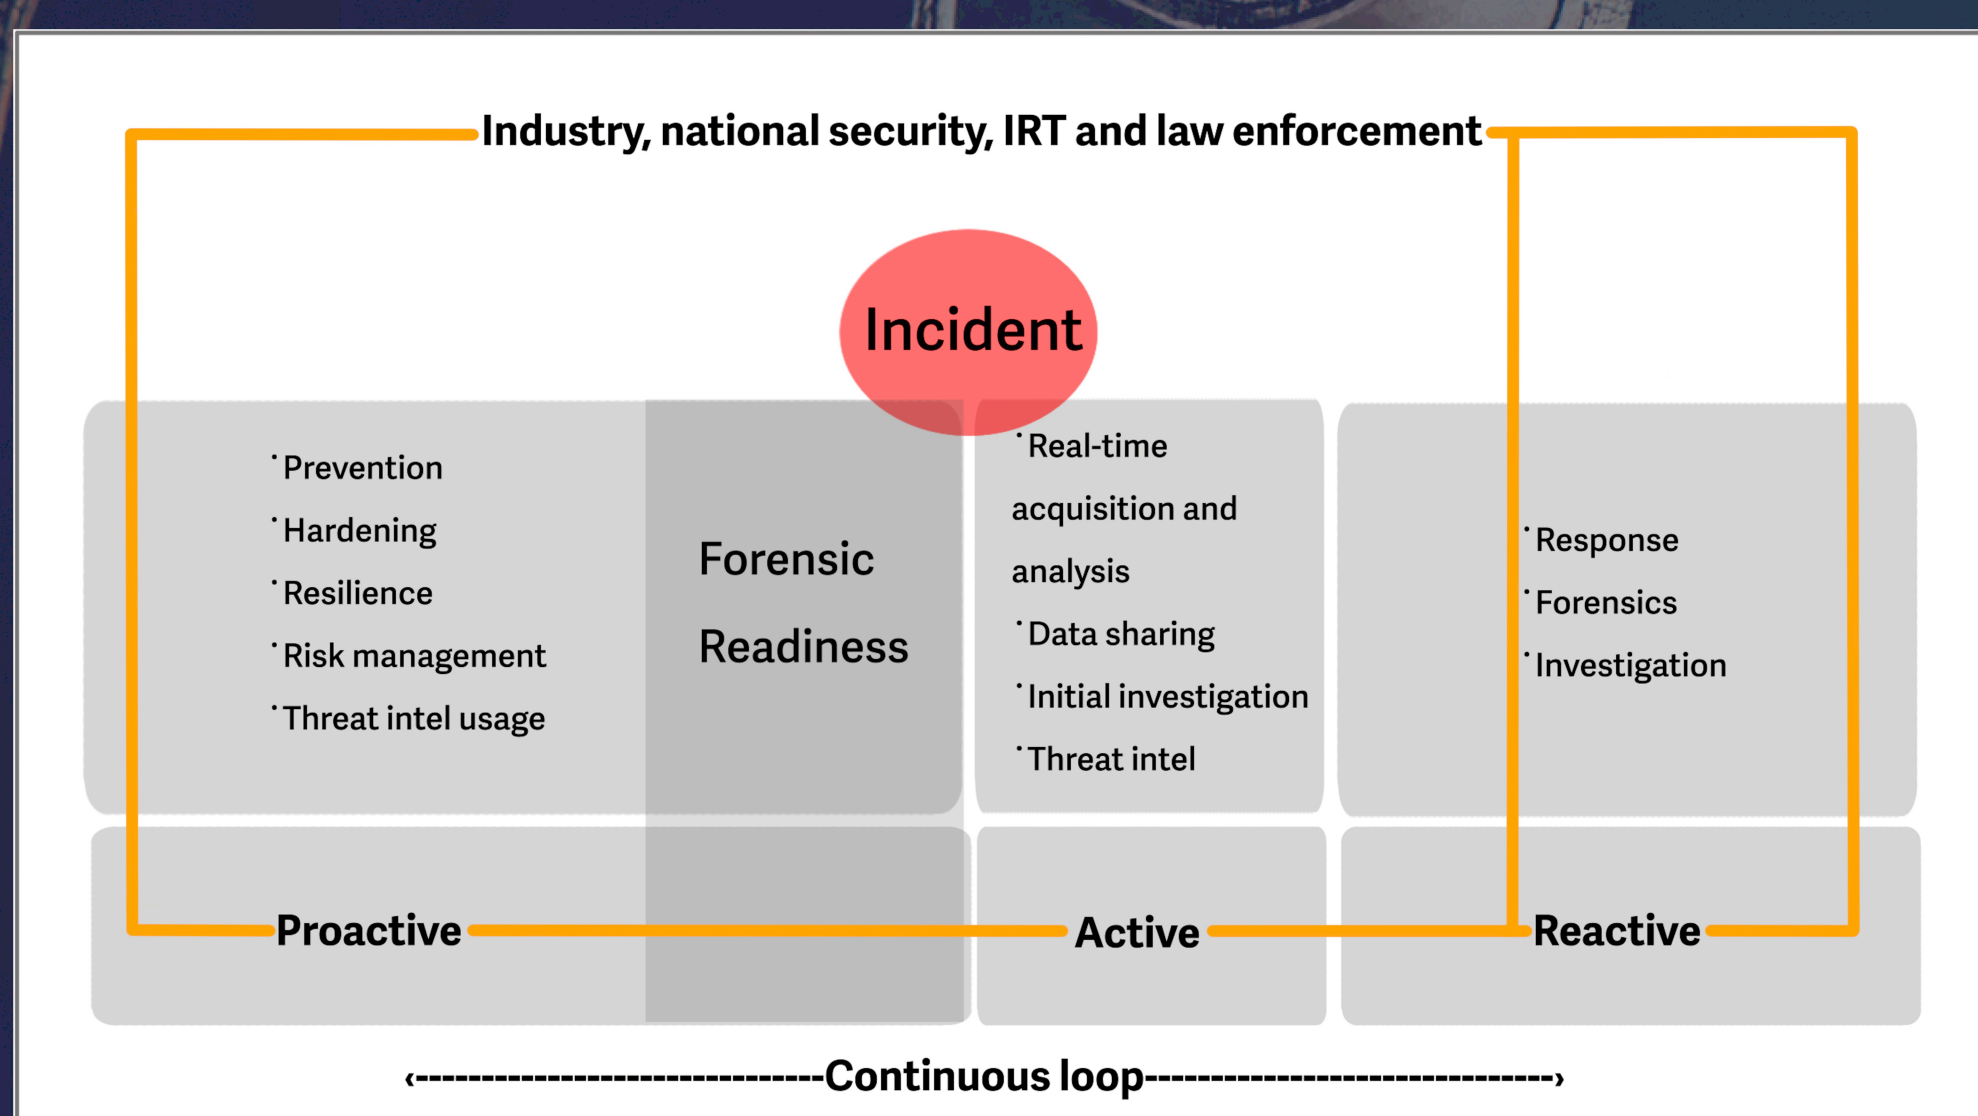 Industry, national security, IRT and law enforcement
Incident
·Prevention
·Hardening
·Resilience
·Risk management
·Threat intel usage
Forensic
Readiness
·Real-time
acquisition and
analysis
·Data sharing
·Initial investigation
·Threat intel
·Response
·Forensics
·Investigation
Proactive
Active
Reactive
‹-------------------------------Continuous loop-------------------------------›